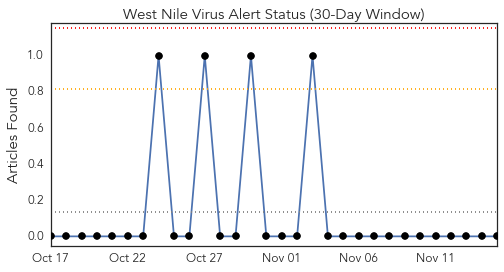 West Nile Virus Alert Status (30-Day Window)
Articles Found
1.0
0.8
0.6
0.4
0.2
0.0
Oct 17 Oct 22 Oct 27 Nov 01 Nov 06 Nov 11